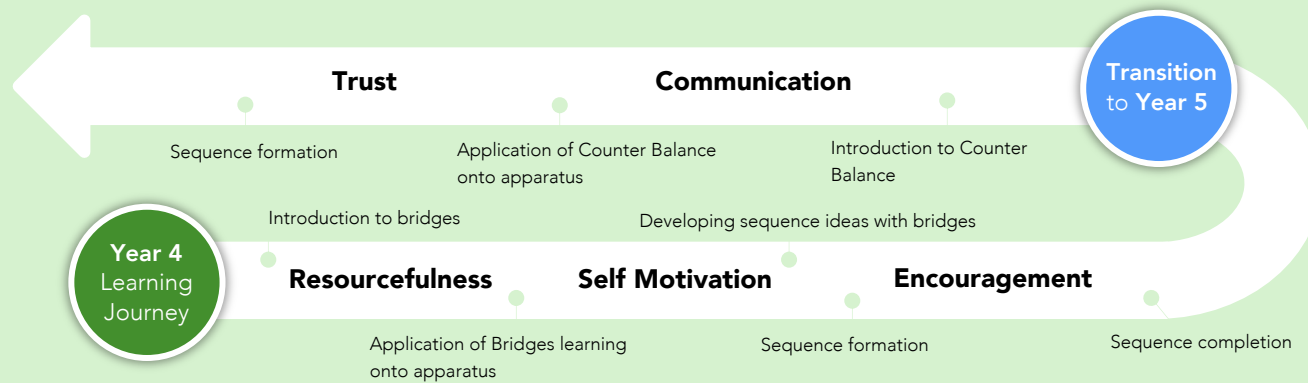 Trust
Communication
Transition
to Year 5
Sequence formation
Application of Counter Balance
onto apparatus
Introduction to Counter
Balance
Introduction to bridges
Developing sequence ideas with bridges
Year 4
Learning
Journey
Resourcefulness
Self Motivation
Encouragement
Application of Bridges learning
onto apparatus
Sequence formation
Sequence completion